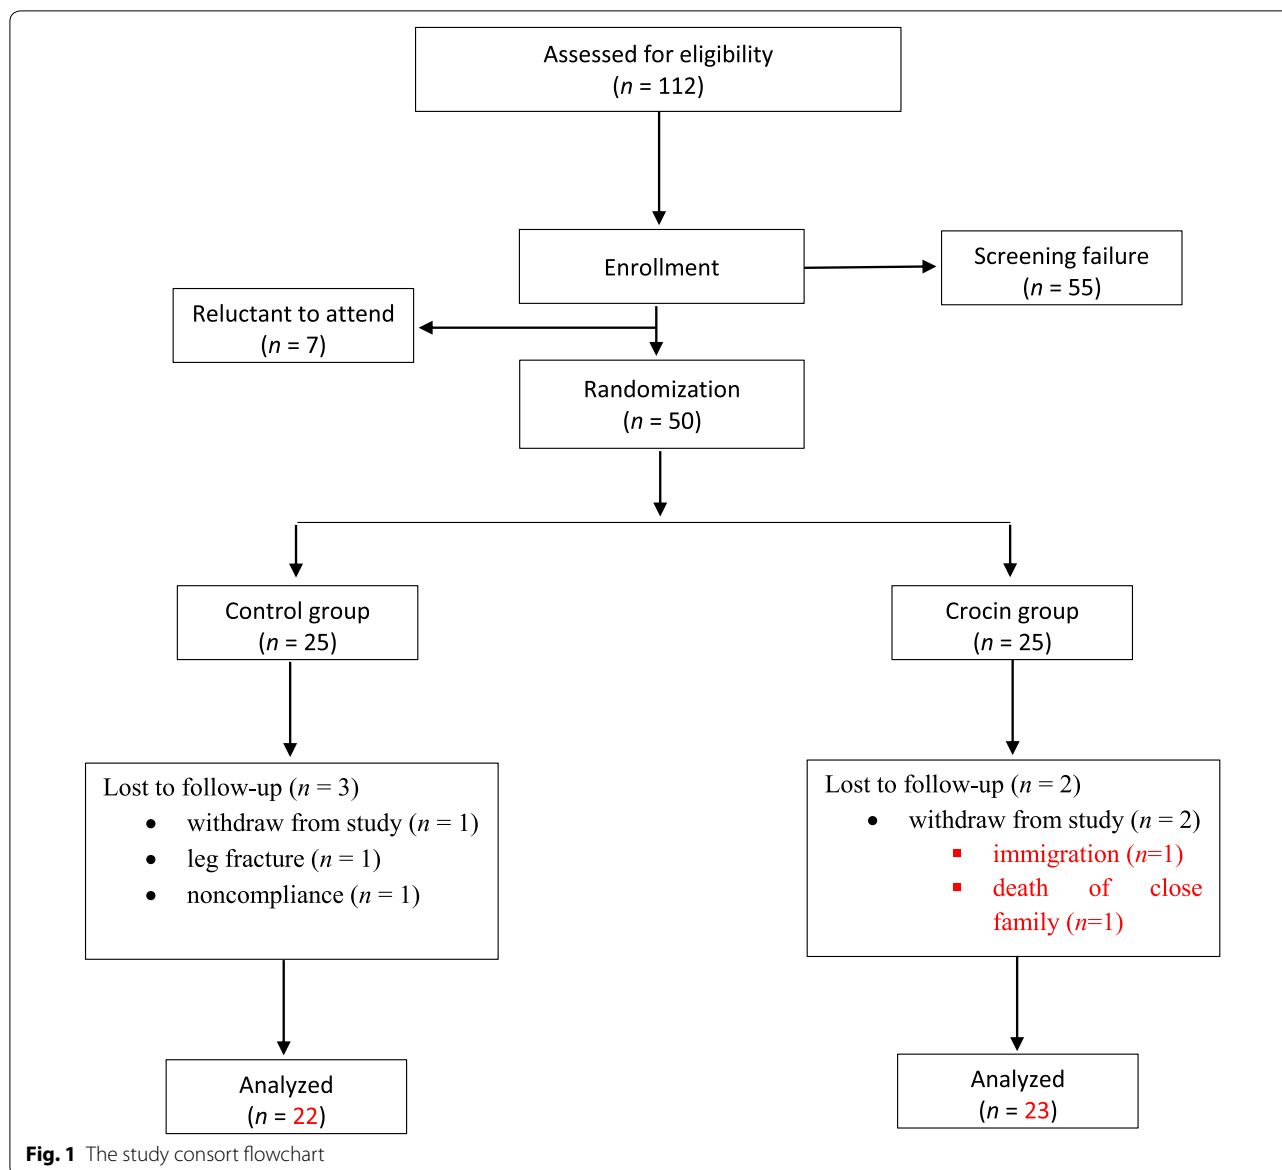 Assessed for eligibility
(n = 112)
Enrollment
Screening failure
(n = 55)
Reluctant to attend
(n = 7)
Randomization
(n = 50)
Control group
(n = 25)
Crocin group
(n = 25)
Lost to follow-up (n = 3)
• withdraw from study (n = 1)
• leg fracture (n = 1)
• noncompliance (n = 1)
Lost to follow-up (n = 2)
• withdraw from study (n = 2)
▪ immigration (n=1)
▪ death of close
family (n=1)
Analyzed
(n = 22)
Analyzed
(n = 23)
Fig. 1 The study consort flowchart